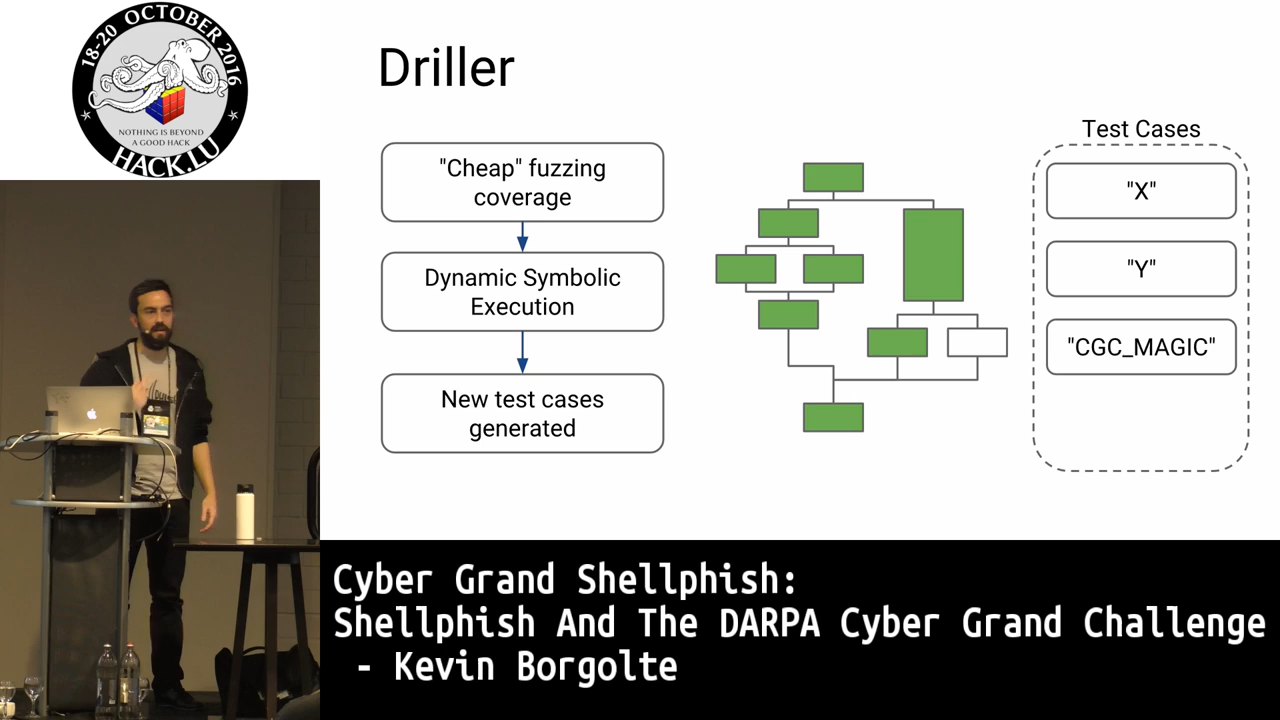 18-20 OCTOBER 2016
NOTHING IS BEYOND
A GOOD HACK
HACK.LU
Driller
"Cheap" fuzzing
coverage
Dynamic Symbolic
Execution
New test cases
generated
Test Cases
"X"
"Y"
"CGC_MAGIC"
Cyber Grand Shellphish:
Shellphish And The DARPA Cyber Grand Challenge
- Kevin Borgolte